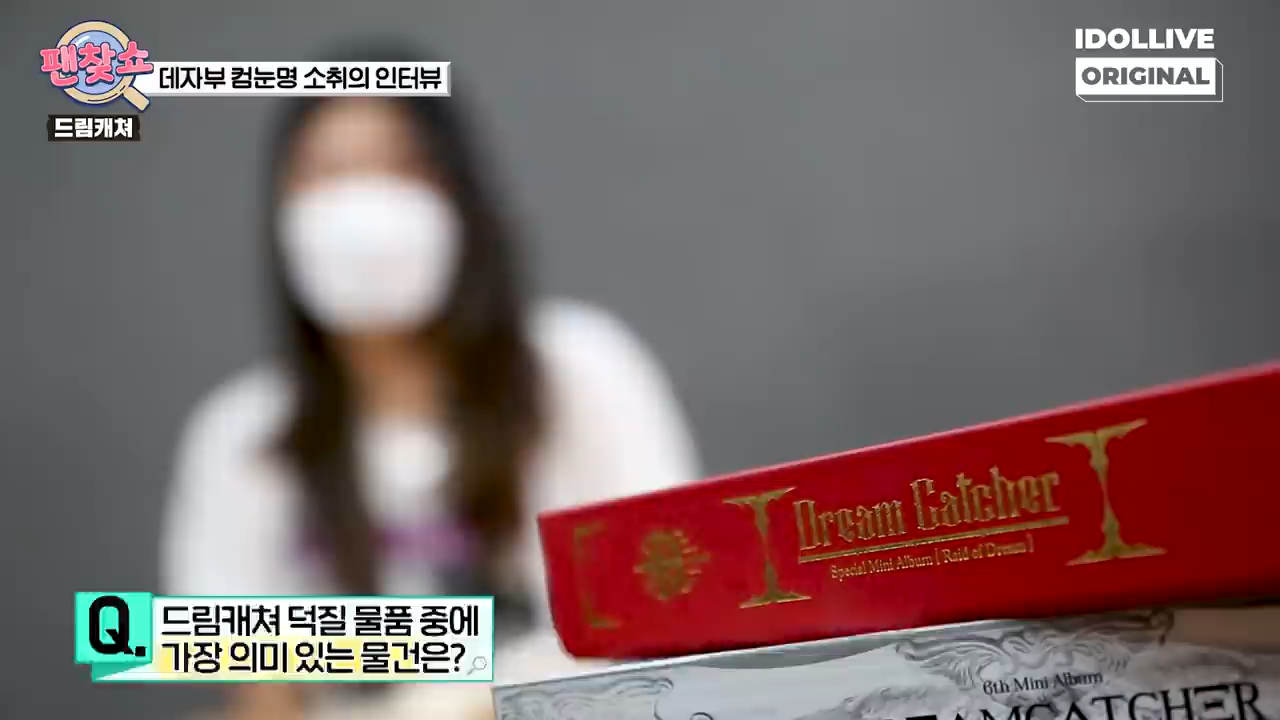 팬찾쇼
데자부 컴눈명 소취의 인터뷰
드림캐쳐
IDOLLIVE
ORIGINAL
Dream Catcher
Special Mini Album [ Raid of Dream ]
6th Mini Album
DREAMCATCHER
Q. 드림캐쳐 덕질 물품 중에
가장 의미 있는 물건은?